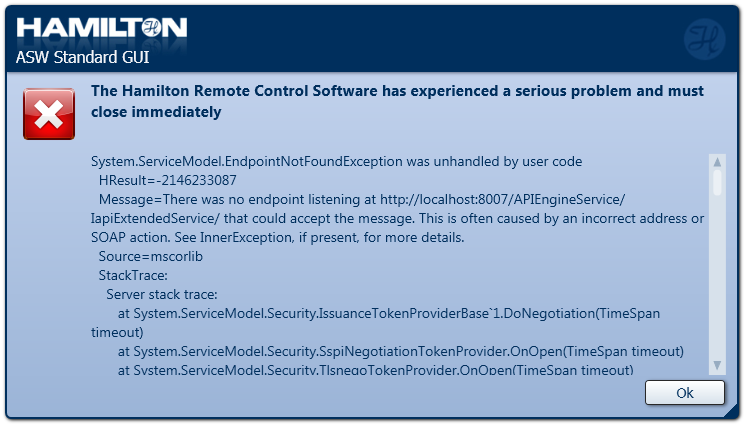 HAMILTON
ASW Standard GUI
The Hamilton Remote Control Software has experienced a serious problem and must
close immediately
System.ServiceModel.EndpointNotFoundException was unhandled by user code
HResult=-2146233087
Message=There was no endpoint listening at http://localhost:8007/APIEngineService/
IapiExtendedService/ that could accept the message. This is often caused by an incorrect address or
SOAP action. See InnerException, if present, for more details.
Source=mscorlib
StackTrace:
Server stack trace:
at System.ServiceModel.Security.IssuanceTokenProviderBase`1.DoNegotiation(TimeSpan
timeout)
at System.ServiceModel.Security.SspiNegotiationTokenProvider.OnOpen(TimeSpan timeout)
at System.ServiceModel.Security.TlsnegoTokenProvider.OnOpen(TimeSpan timeout)
Ok